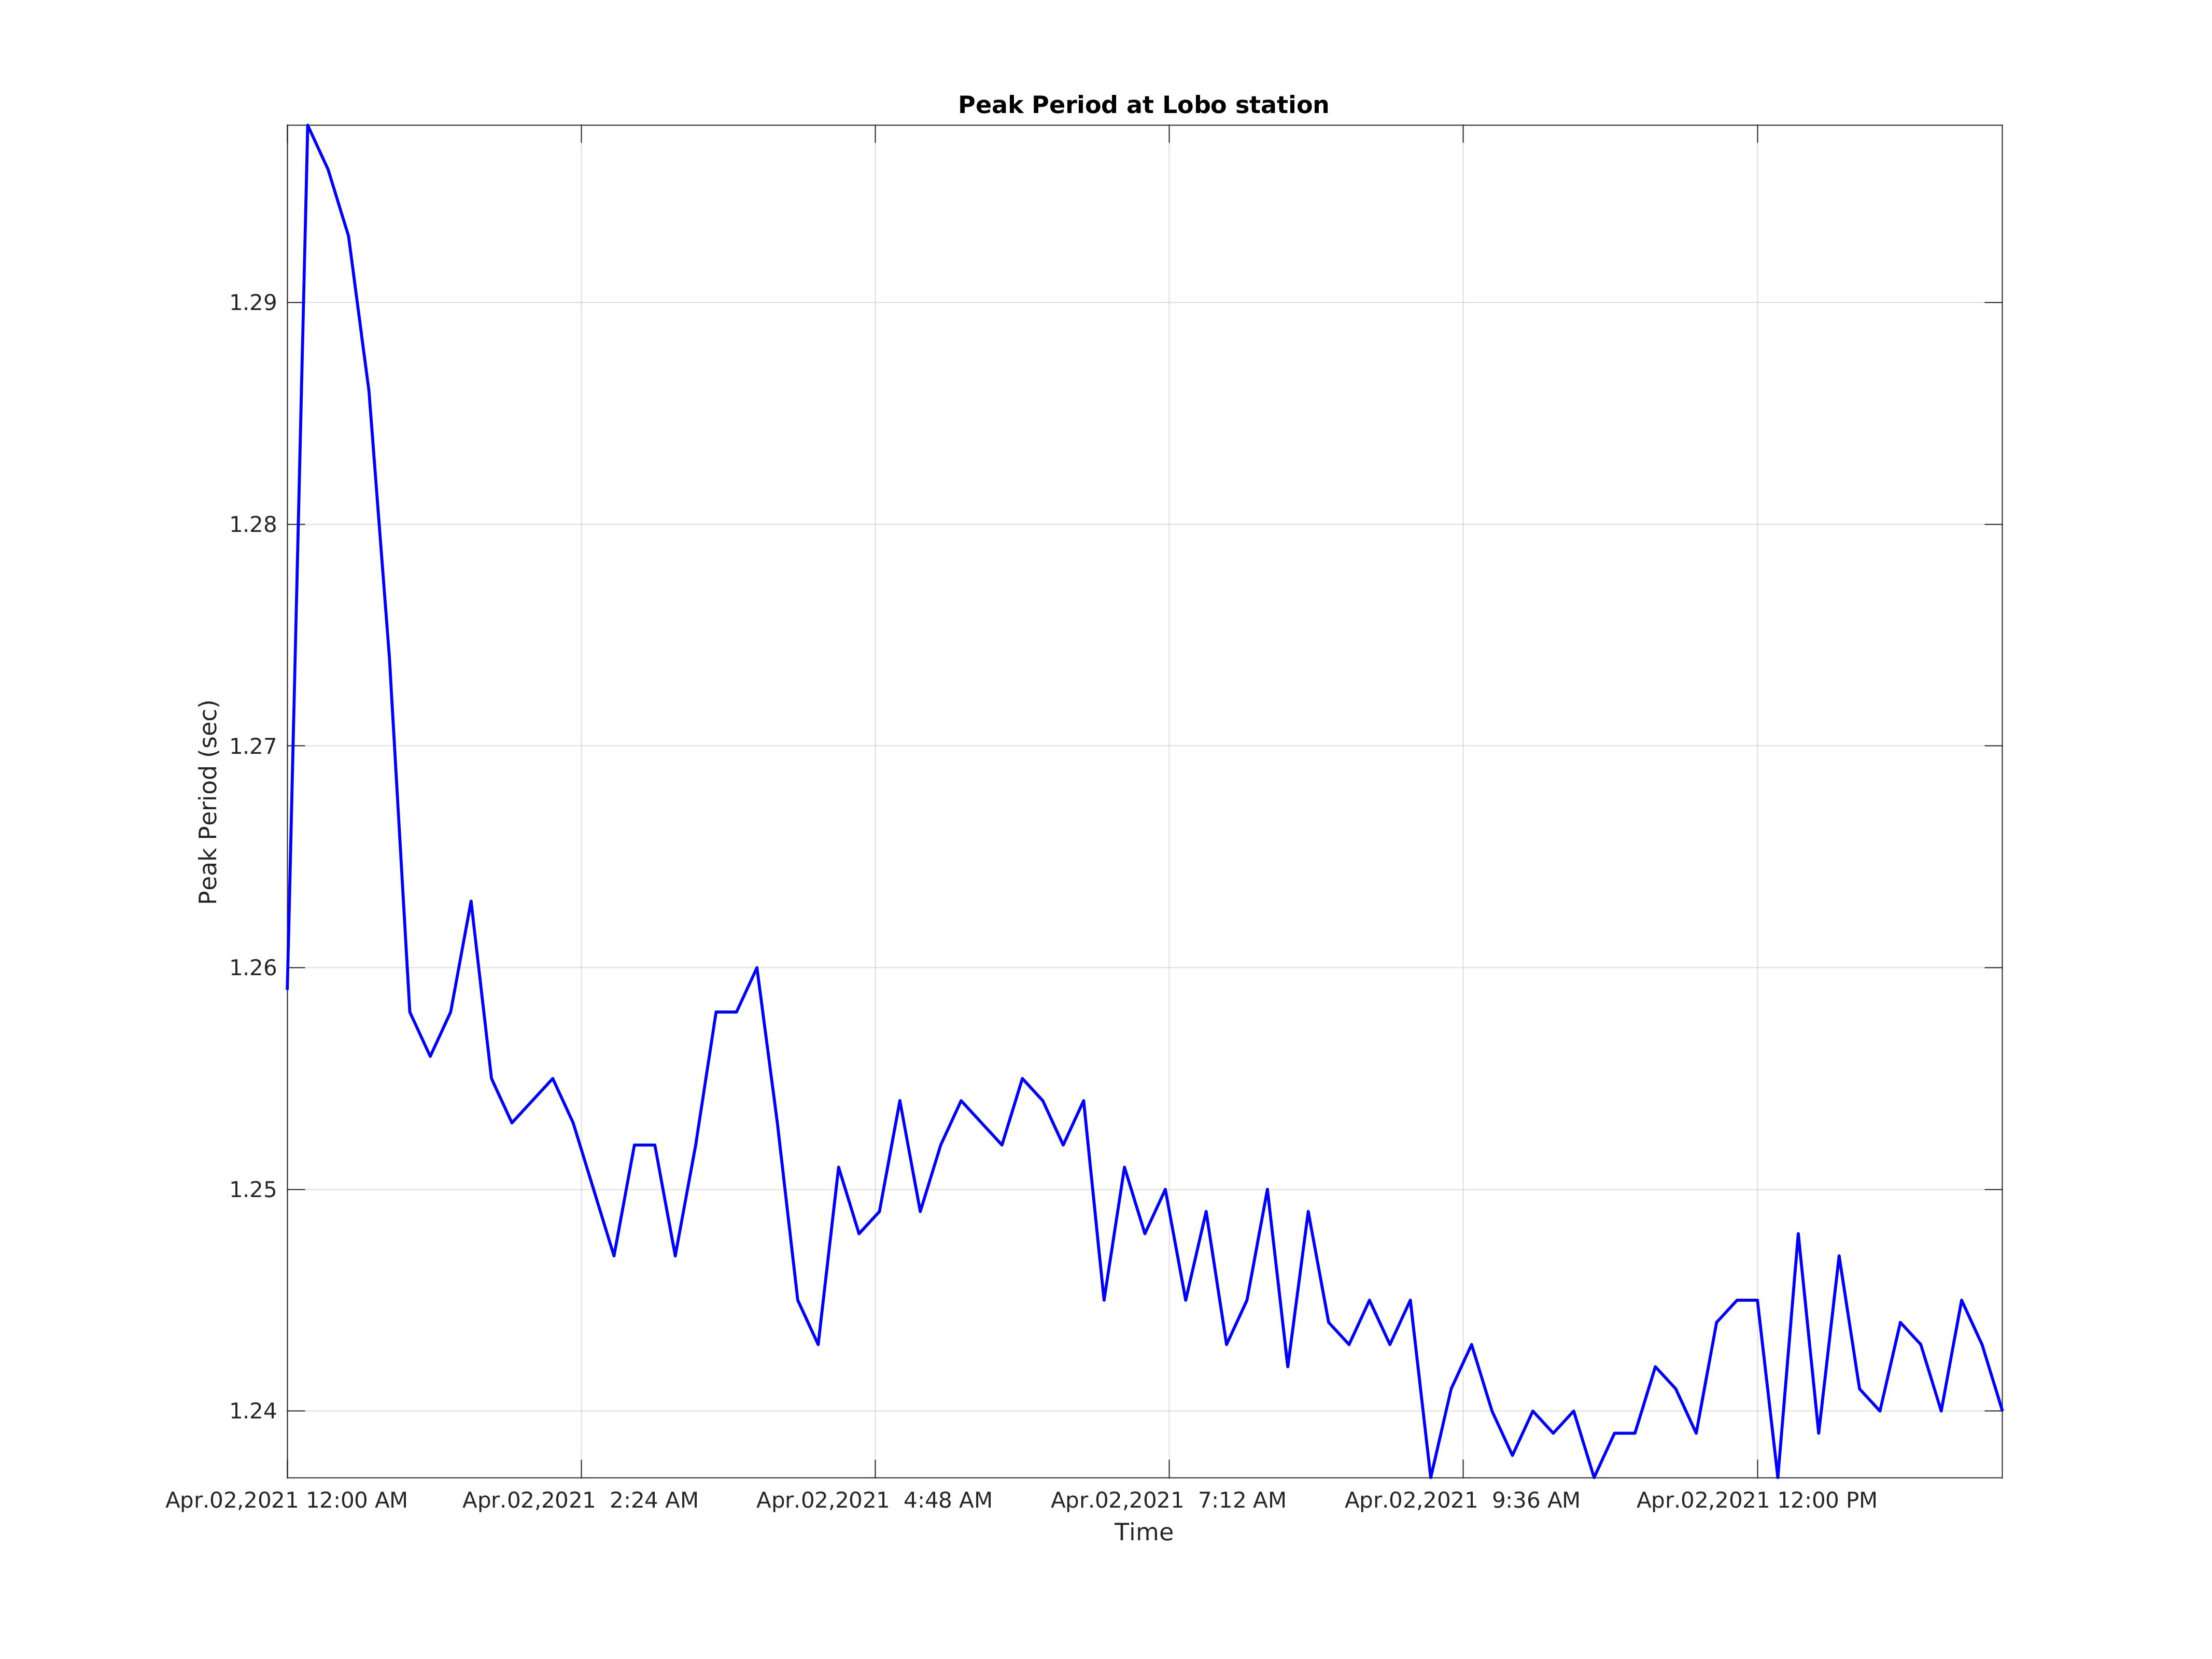 Peak Period at Lobo station
1.29
1.28
1.27
1.26
1.25
1.24
Peak Period (sec)
Apr.02,2021 12:00 AM
Apr.02,2021  2:24 AM
Apr.02,2021  4:48 AM
Apr.02,2021  7:12 AM
Apr.02,2021  9:36 AM
Apr.02,2021 12:00 PM
Time